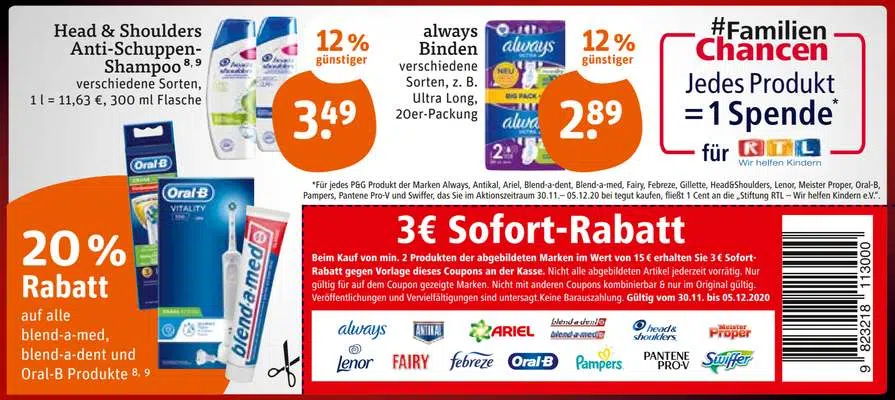 Head & Shoulders
Anti-Schuppen-
Shampoo 8, 9
verschiedene Sorten,
1 l = 11,63 €, 300 ml Flasche
12 %
günstiger
3.49
always
Binden
verschiedene
Sorten, z. B.
Ultra Long,
20er-Packung
always
ULTRA
NEU
BIG PACK
always
ULTRA
2
12 %
günstiger
2.89
#Familien
Chancen
Jedes Produkt
= 1 Spende*
für RTL
Wir helfen Kindern
*Für jedes P&G Produkt der Marken Always, Antikal, Ariel, Blend-a-dent, Blend-a-med, Fairy, Febreze, Gillette, Head&Shoulders, Lenor, Meister Proper, Oral-B,
Pampers, Pantene Pro-V und Swiffer, das Sie im Aktionszeitraum 30.11.– 05.12.20 bei tegut kaufen, fließt 1 Cent an die „Stiftung RTL – Wir helfen Kindern e.V.“.
20 %
Rabatt
auf alle
blend-a-med,
blend-a-dent und
Oral-B Produkte 8, 9
Oral-B
3
Oral-B
VITALITY
100
blend-a-med
3€ Sofort-Rabatt
Beim Kauf von min. 2 Produkten der abgebildeten Marken im Wert von 15 € erhalten Sie 3 € Sofort-
Rabatt gegen Vorlage dieses Coupons an der Kasse. Nicht alle abgebildeten Artikel jederzeit vorrätig. Nur
gültig für auf dem Coupon gezeigte Marken. Nicht mit anderen Coupons kombinierbar & nur im Original gültig.
Veröffentlichungen und Vervielfältigungen sind untersagt.Keine Barauszahlung. Gültig vom 30.11. bis 05.12.2020
always ANTIKAL ARIEL blend-a-dent blend-a-med head & shoulders Meister Proper
Lenor FAIRY febreze Oral-B Pampers PANTENE PRO-V Swiffer
9 823218 113000